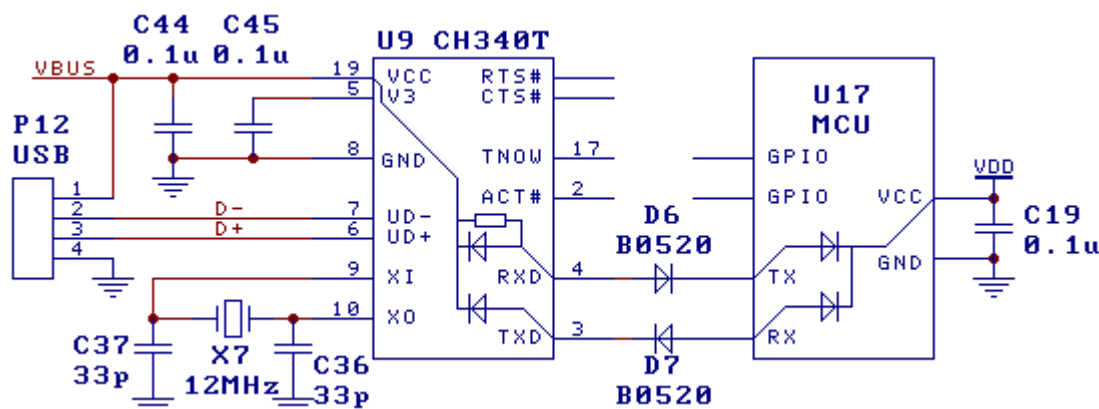 C44 C45
0.1u 0.1u
U9 CH340T
VBUS
19 VCC RTS#
5 V3 CTS#
U17
MCU
P12
USB
8 GND TNOW 17 GPIO
VDD
1
ACT# 2 GPIO VCC
2 D- 7 UD- D6 C19
3 D+ 6 UD+ B0520 0.1u
4
GND
9 XI RXD 4 TX
10 XO TXD 3 RX
C37 X7 C36 D7
33p 12MHz 33p B0520